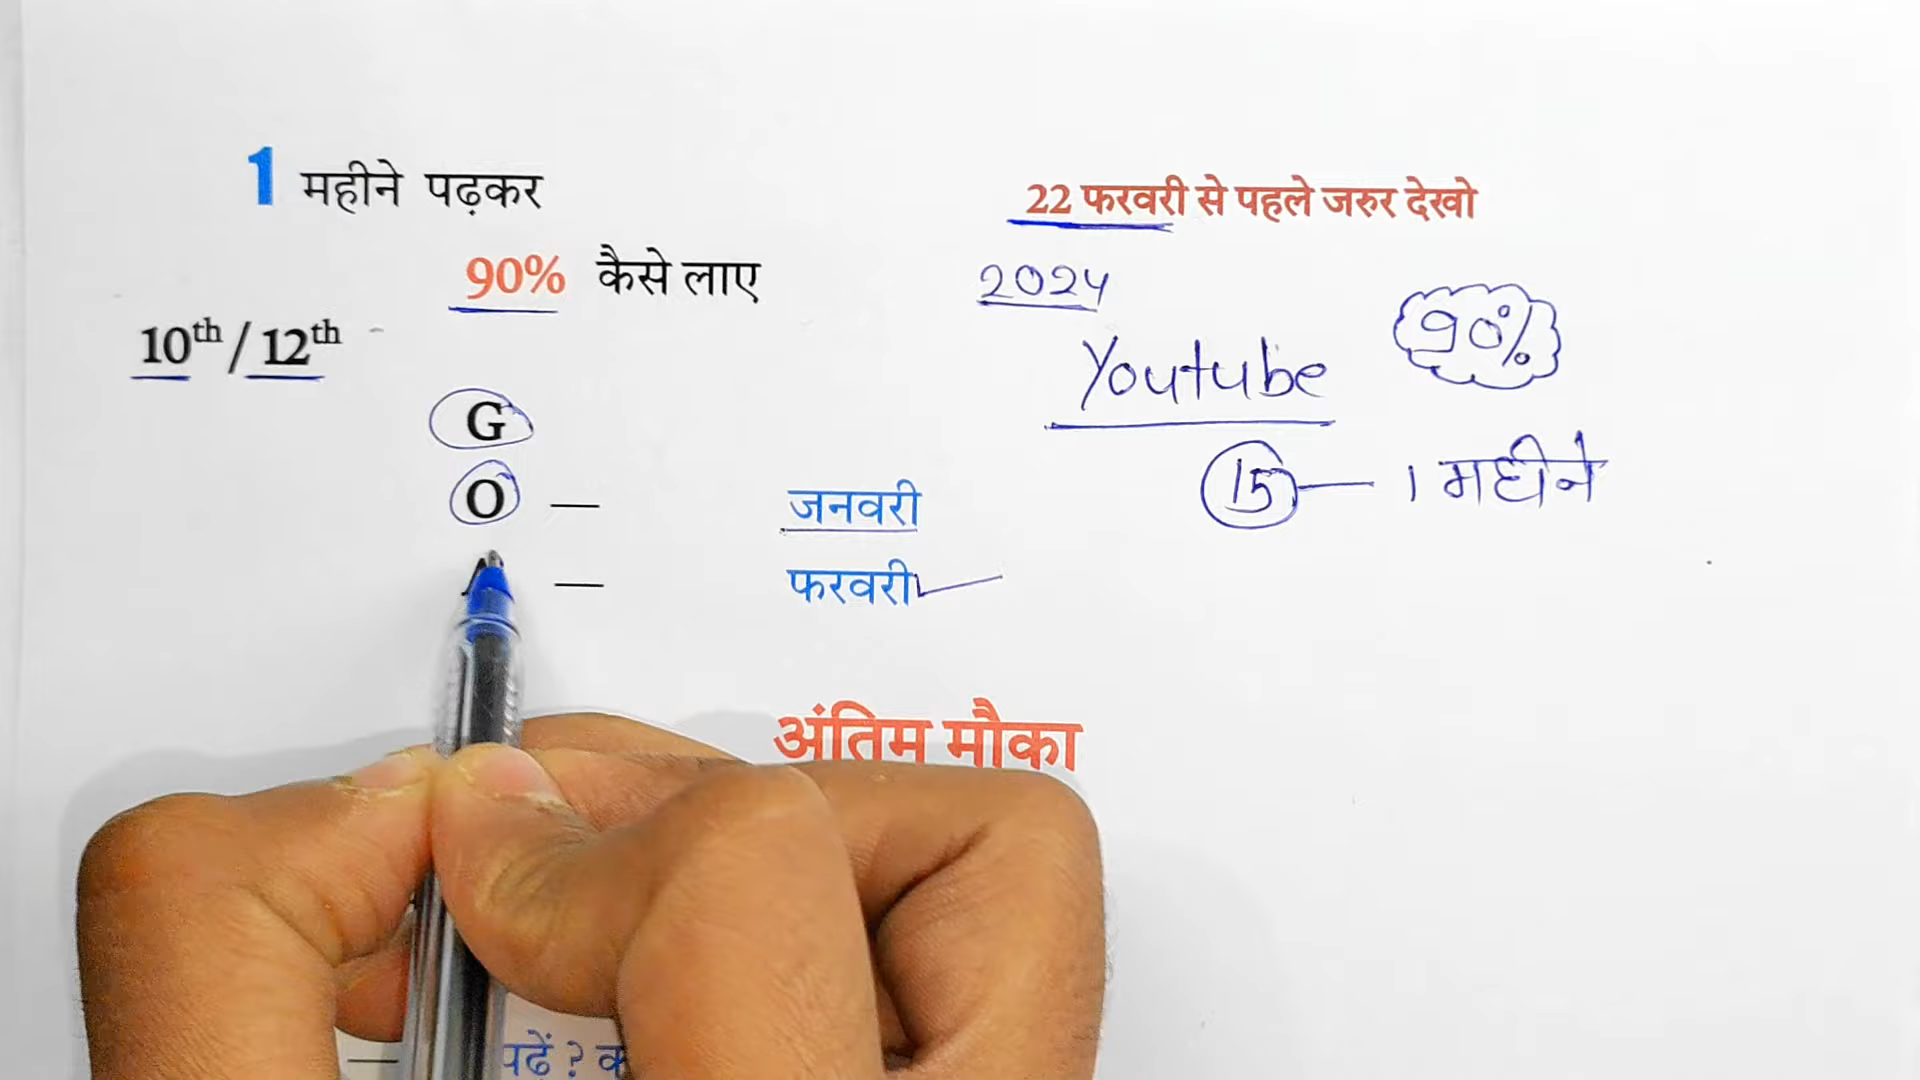 1 महीने पढ़कर
90% कैसे लाए
10th / 12th
G
O —
—
जनवरी
फरवरी
22 फरवरी से पहले जरुर देखो
2024
Youtube
90%
15 — 1 महीने
अंतिम मौका
— पढें ?